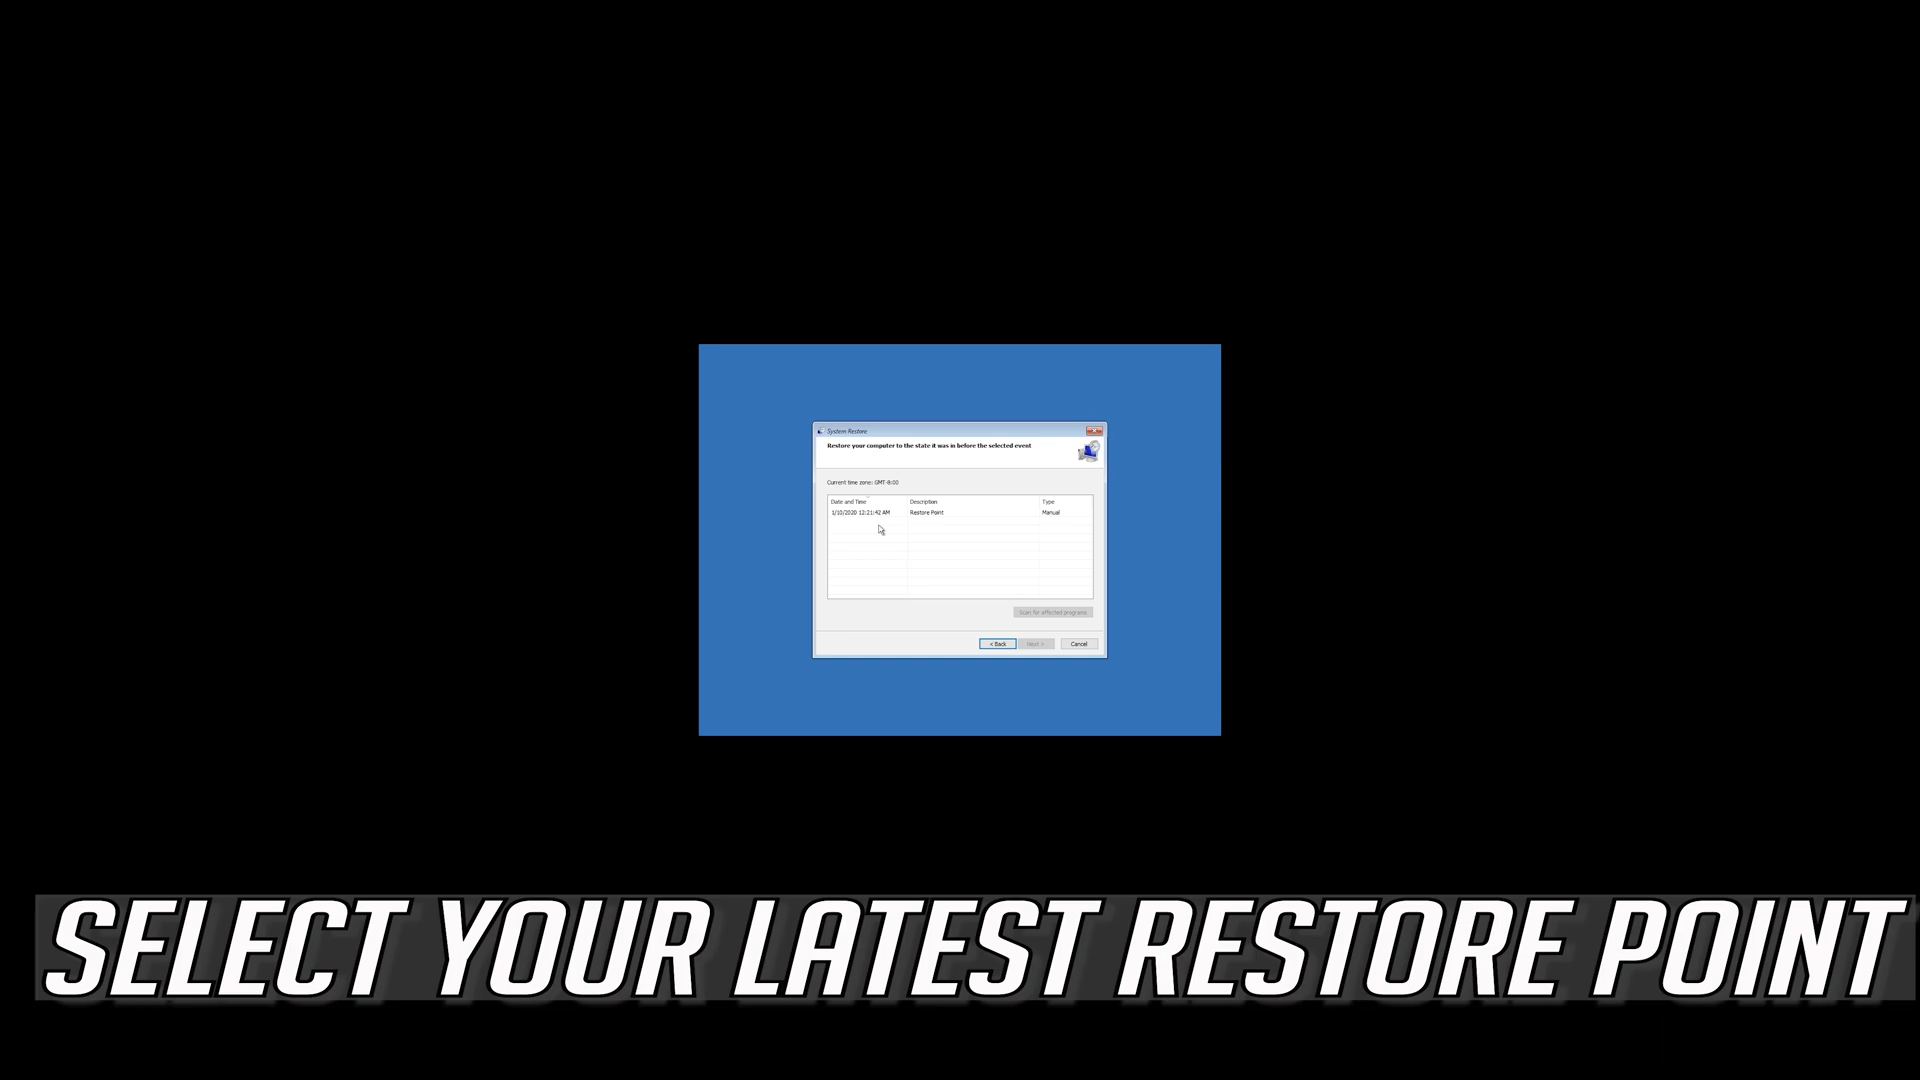 System Restore
Restore your computer to the state it was in before the selected event
Current time zone: GMT-8:00
Date and Time Description Type
1/10/2020 12:21:42 AM Restore Point Manual
Scan for affected programs
< Back Next > Cancel
SELECT YOUR LATEST RESTORE POINT